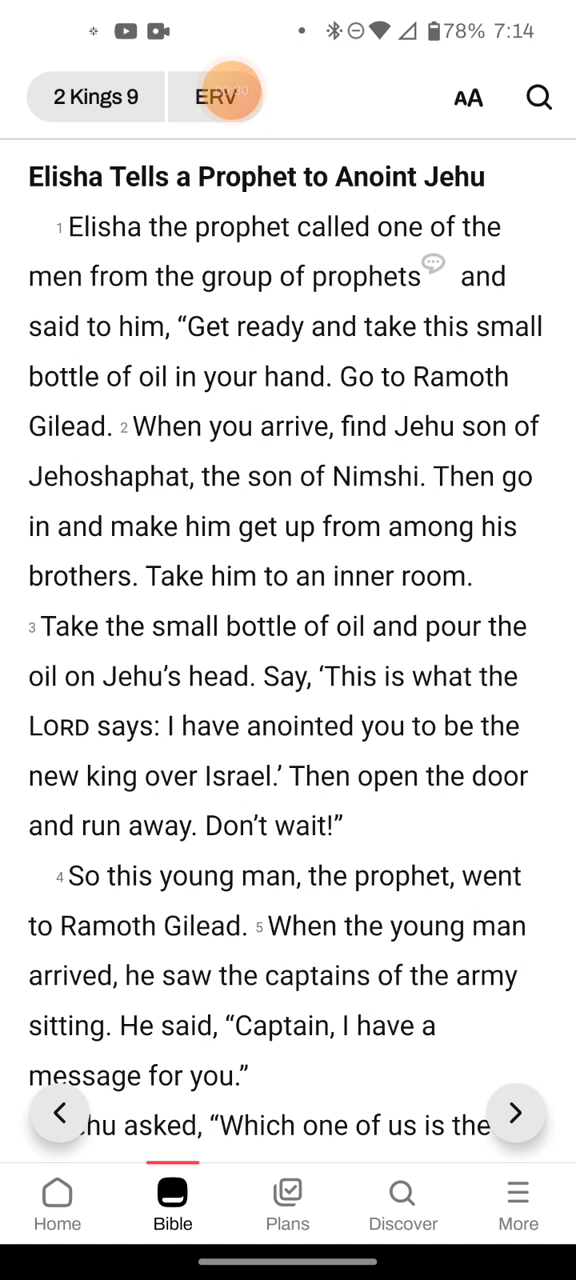 78% 7:14
2 Kings 9 ERV AA
00:30
Elisha Tells a Prophet to Anoint Jehu
1 Elisha the prophet called one of the
men from the group of prophets and
said to him, “Get ready and take this small
bottle of oil in your hand. Go to Ramoth
Gilead. 2 When you arrive, find Jehu son of
Jehoshaphat, the son of Nimshi. Then go
in and make him get up from among his
brothers. Take him to an inner room.
3 Take the small bottle of oil and pour the
oil on Jehu’s head. Say, ‘This is what the
LORD says: I have anointed you to be the
new king over Israel.’ Then open the door
and run away. Don’t wait!”
4 So this young man, the prophet, went
to Ramoth Gilead. 5 When the young man
arrived, he saw the captains of the army
sitting. He said, “Captain, I have a
message for you.”
hu asked, “Which one of us is the
Home Bible Plans Discover More